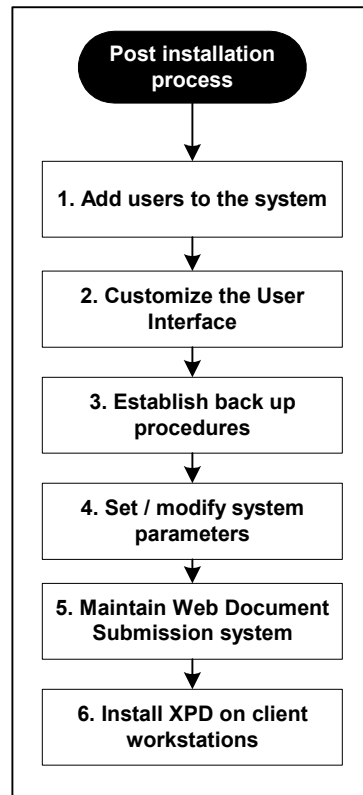 Post installation
process
1. Add users to the system
2. Customize the User
Interface
3. Establish back up
procedures
4. Set / modify system
parameters
5. Maintain Web Document
Submission system
6. Install XPD on client
workstations